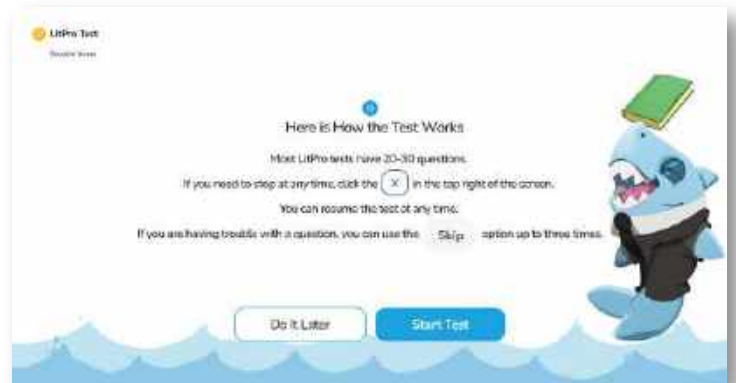 LitPro Test
Here is How the Test Works
Most LitPro tests have 20-30 questions.
If you need to stop at any time, click the X in the top right of the screen.
You can resume the test at any time.
If you are having trouble with a question, you can use the Skip option up to three times.
Do It Later
Start Test